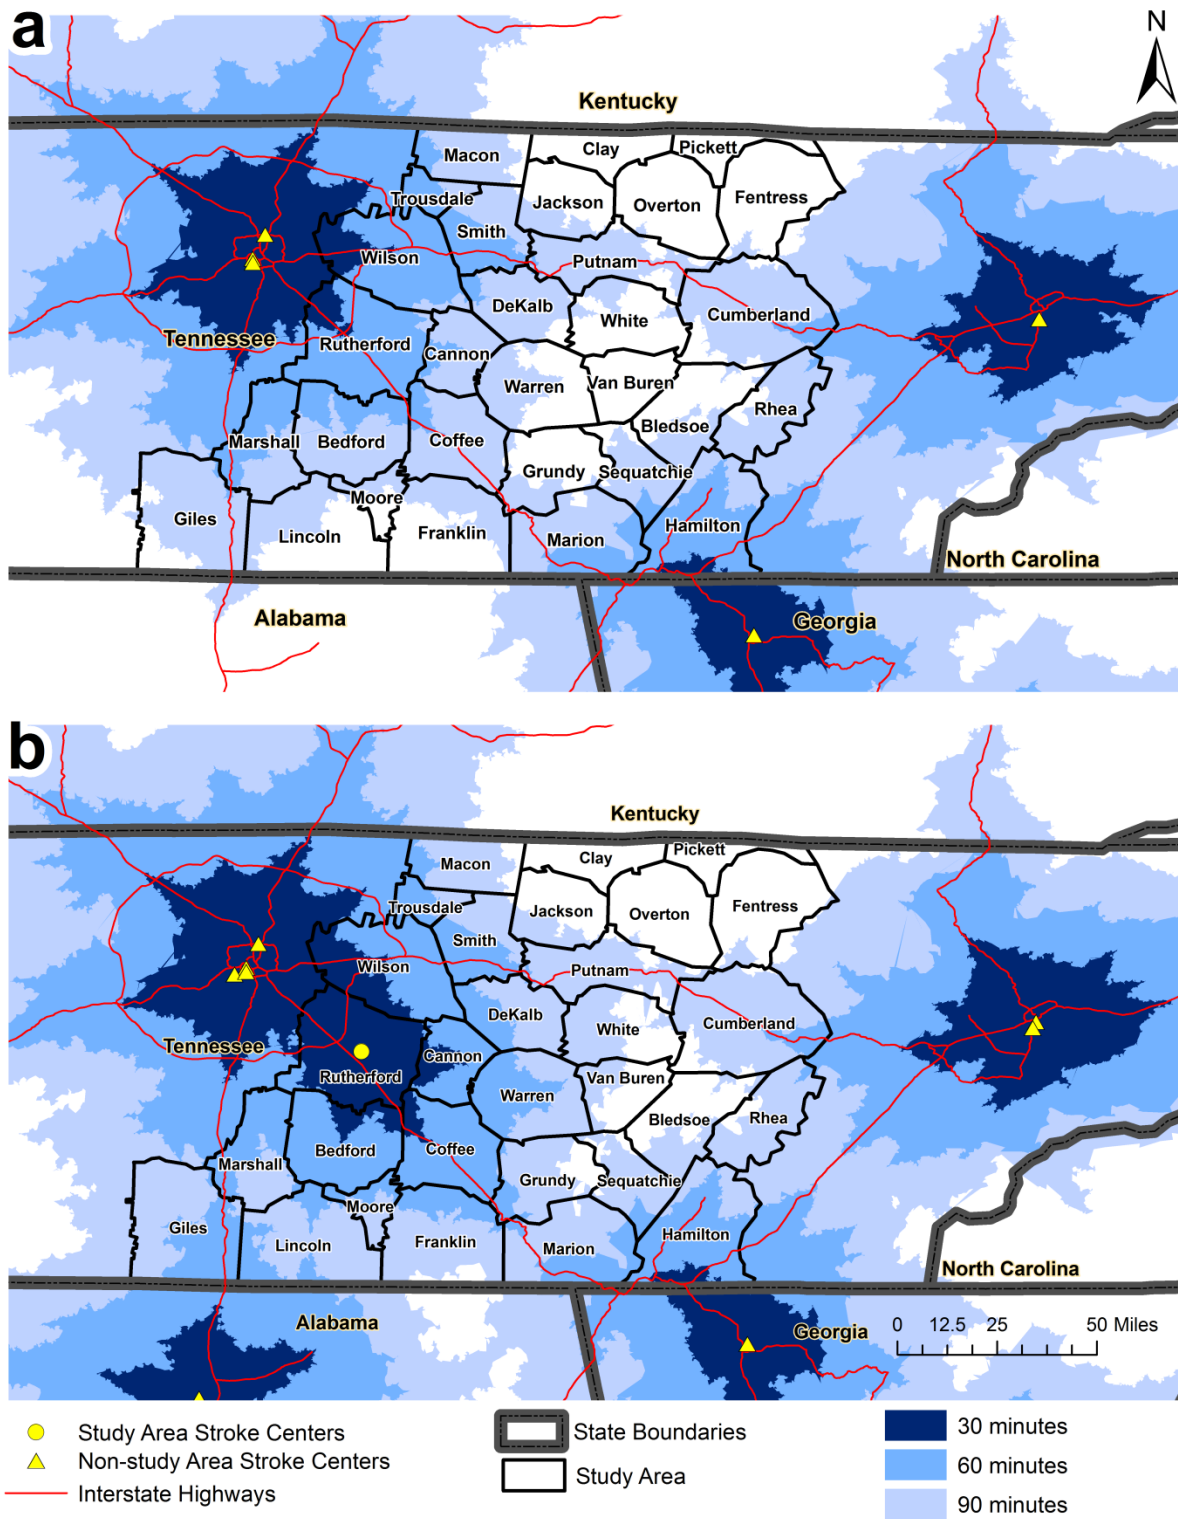 a
N
Kentucky
Macon
Clay
Pickett
Trousdale
Jackson
Overton
Fentress
Smith
Wilson
Putnam
DeKalb
White
Cumberland
Tennessee
Rutherford
Cannon
Warren
Van Buren
Rhea
Marshall
Bedford
Coffee
Bledsoe
Grundy
Sequatchie
Moore
Giles
Lincoln
Franklin
Marion
Hamilton
North Carolina
Alabama
Georgia
b
Kentucky
Macon
Clay
Pickett
Trousdale
Jackson
Overton
Fentress
Smith
Wilson
Putnam
DeKalb
White
Cumberland
Tennessee
Rutherford
Cannon
Warren
Van Buren
Bledsoe
Rhea
Marshall
Bedford
Coffee
Grundy
Sequatchie
Moore
Giles
Lincoln
Franklin
Marion
Hamilton
North Carolina
Alabama
Georgia
0 12.5 25 50 Miles
Study Area Stroke Centers
Non-study Area Stroke Centers
Interstate Highways
State Boundaries
Study Area
30 minutes
60 minutes
90 minutes